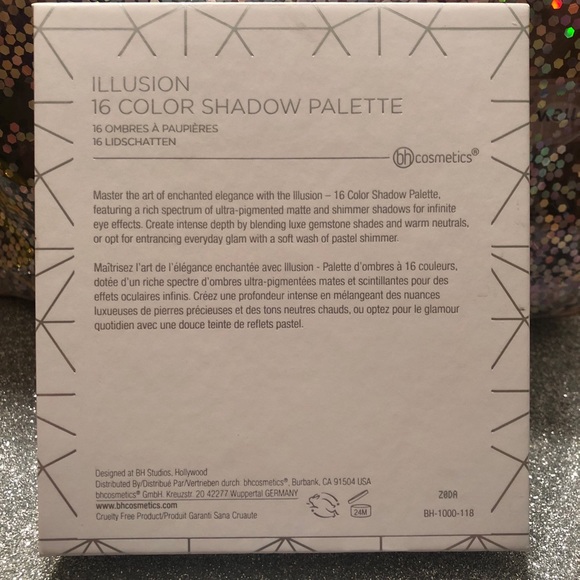 ILLUSION
16 COLOR SHADOW PALETTE
16 OMBRES À PAUPIÈRES
16 LIDSCHATTEN
bhcosmetics®
Master the art of enchanted elegance with the Illusion – 16 Color Shadow Palette,
featuring a rich spectrum of ultra-pigmented matte and shimmer shadows for infinite
eye effects. Create intense depth by blending luxe gemstone shades and warm neutrals,
or opt for entrancing everyday glam with a soft wash of pastel shimmer.
Maîtrisez l'art de l'élégance enchantée avec Illusion - Palette d'ombres à 16 couleurs,
dotée d'un riche spectre d'ombres ultra-pigmentées mates et scintillantes pour des
effets oculaires infinis. Créez une profondeur intense en mélangeant des nuances
luxueuses de pierres précieuses et des tons neutres chauds, ou optez pour le glamour
quotidien avec une douce teinte de reflets pastel.
Designed at BH Studios, Hollywood
Distributed By/Distribué Par/Vertrieben durch bhcosmetics®, Burbank, CA 91504 USA
bhcosmetics® GmbH. Kreuzstr. 20 42277 Wuppertal GERMANY
www.bhcosmetics.com
Cruelty Free Product/Produit Garanti Sana Cruaute
24M
Z0DA
BH-1000-118